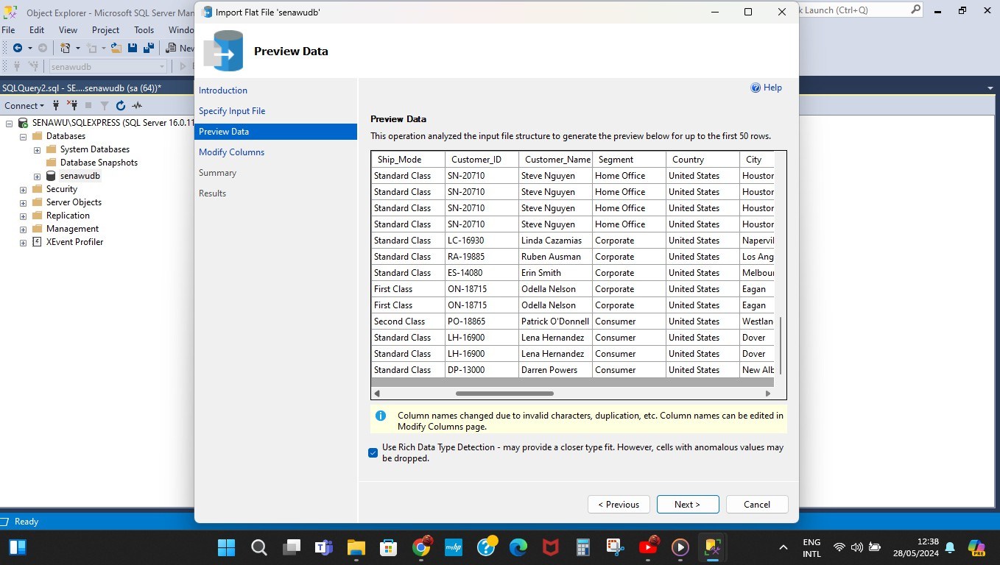 Object Explorer - Microsoft SQL Server Man
Import Flat File 'senawudb'
k Launch (Ctrl+Q)
File Edit View Project Tools Windo
New
senawudb
Preview Data
SQLQuery2.sql - SE....senawudb (sa (64))*
Connect
SENAWU\SQLEXPRESS (SQL Server 16.0.11
Databases
System Databases
Database Snapshots
senawudb
Security
Server Objects
Replication
Management
XEvent Profiler
Introduction
Specify Input File
Preview Data
Modify Columns
Summary
Results
Help
Preview Data
This operation analyzed the input file structure to generate the preview below for up to the first 50 rows.
Ship_Mode Customer_ID Customer_Name Segment Country City
Standard Class SN-20710 Steve Nguyen Home Office United States Houstor
Standard Class SN-20710 Steve Nguyen Home Office United States Houstor
Standard Class SN-20710 Steve Nguyen Home Office United States Houstor
Standard Class SN-20710 Steve Nguyen Home Office United States Houstor
Standard Class LC-16930 Linda Cazamias Corporate United States Napervil
Standard Class RA-19885 Ruben Ausman Corporate United States Los Ang
Standard Class ES-14080 Erin Smith Corporate United States Melbour
First Class ON-18715 Odella Nelson Corporate United States Eagan
First Class ON-18715 Odella Nelson Corporate United States Eagan
Second Class PO-18865 Patrick O'Donnell Consumer United States Westlan
Standard Class LH-16900 Lena Hernandez Consumer United States Dover
Standard Class LH-16900 Lena Hernandez Consumer United States Dover
Standard Class DP-13000 Darren Powers Consumer United States New Alb
Column names changed due to invalid characters, duplication, etc. Column names can be edited in
Modify Columns page.
Use Rich Data Type Detection - may provide a closer type fit. However, cells with anomalous values may
be dropped.
< Previous Next > Cancel
Ready
myhp
ENG
INTL
12:38
28/05/2024
PRE